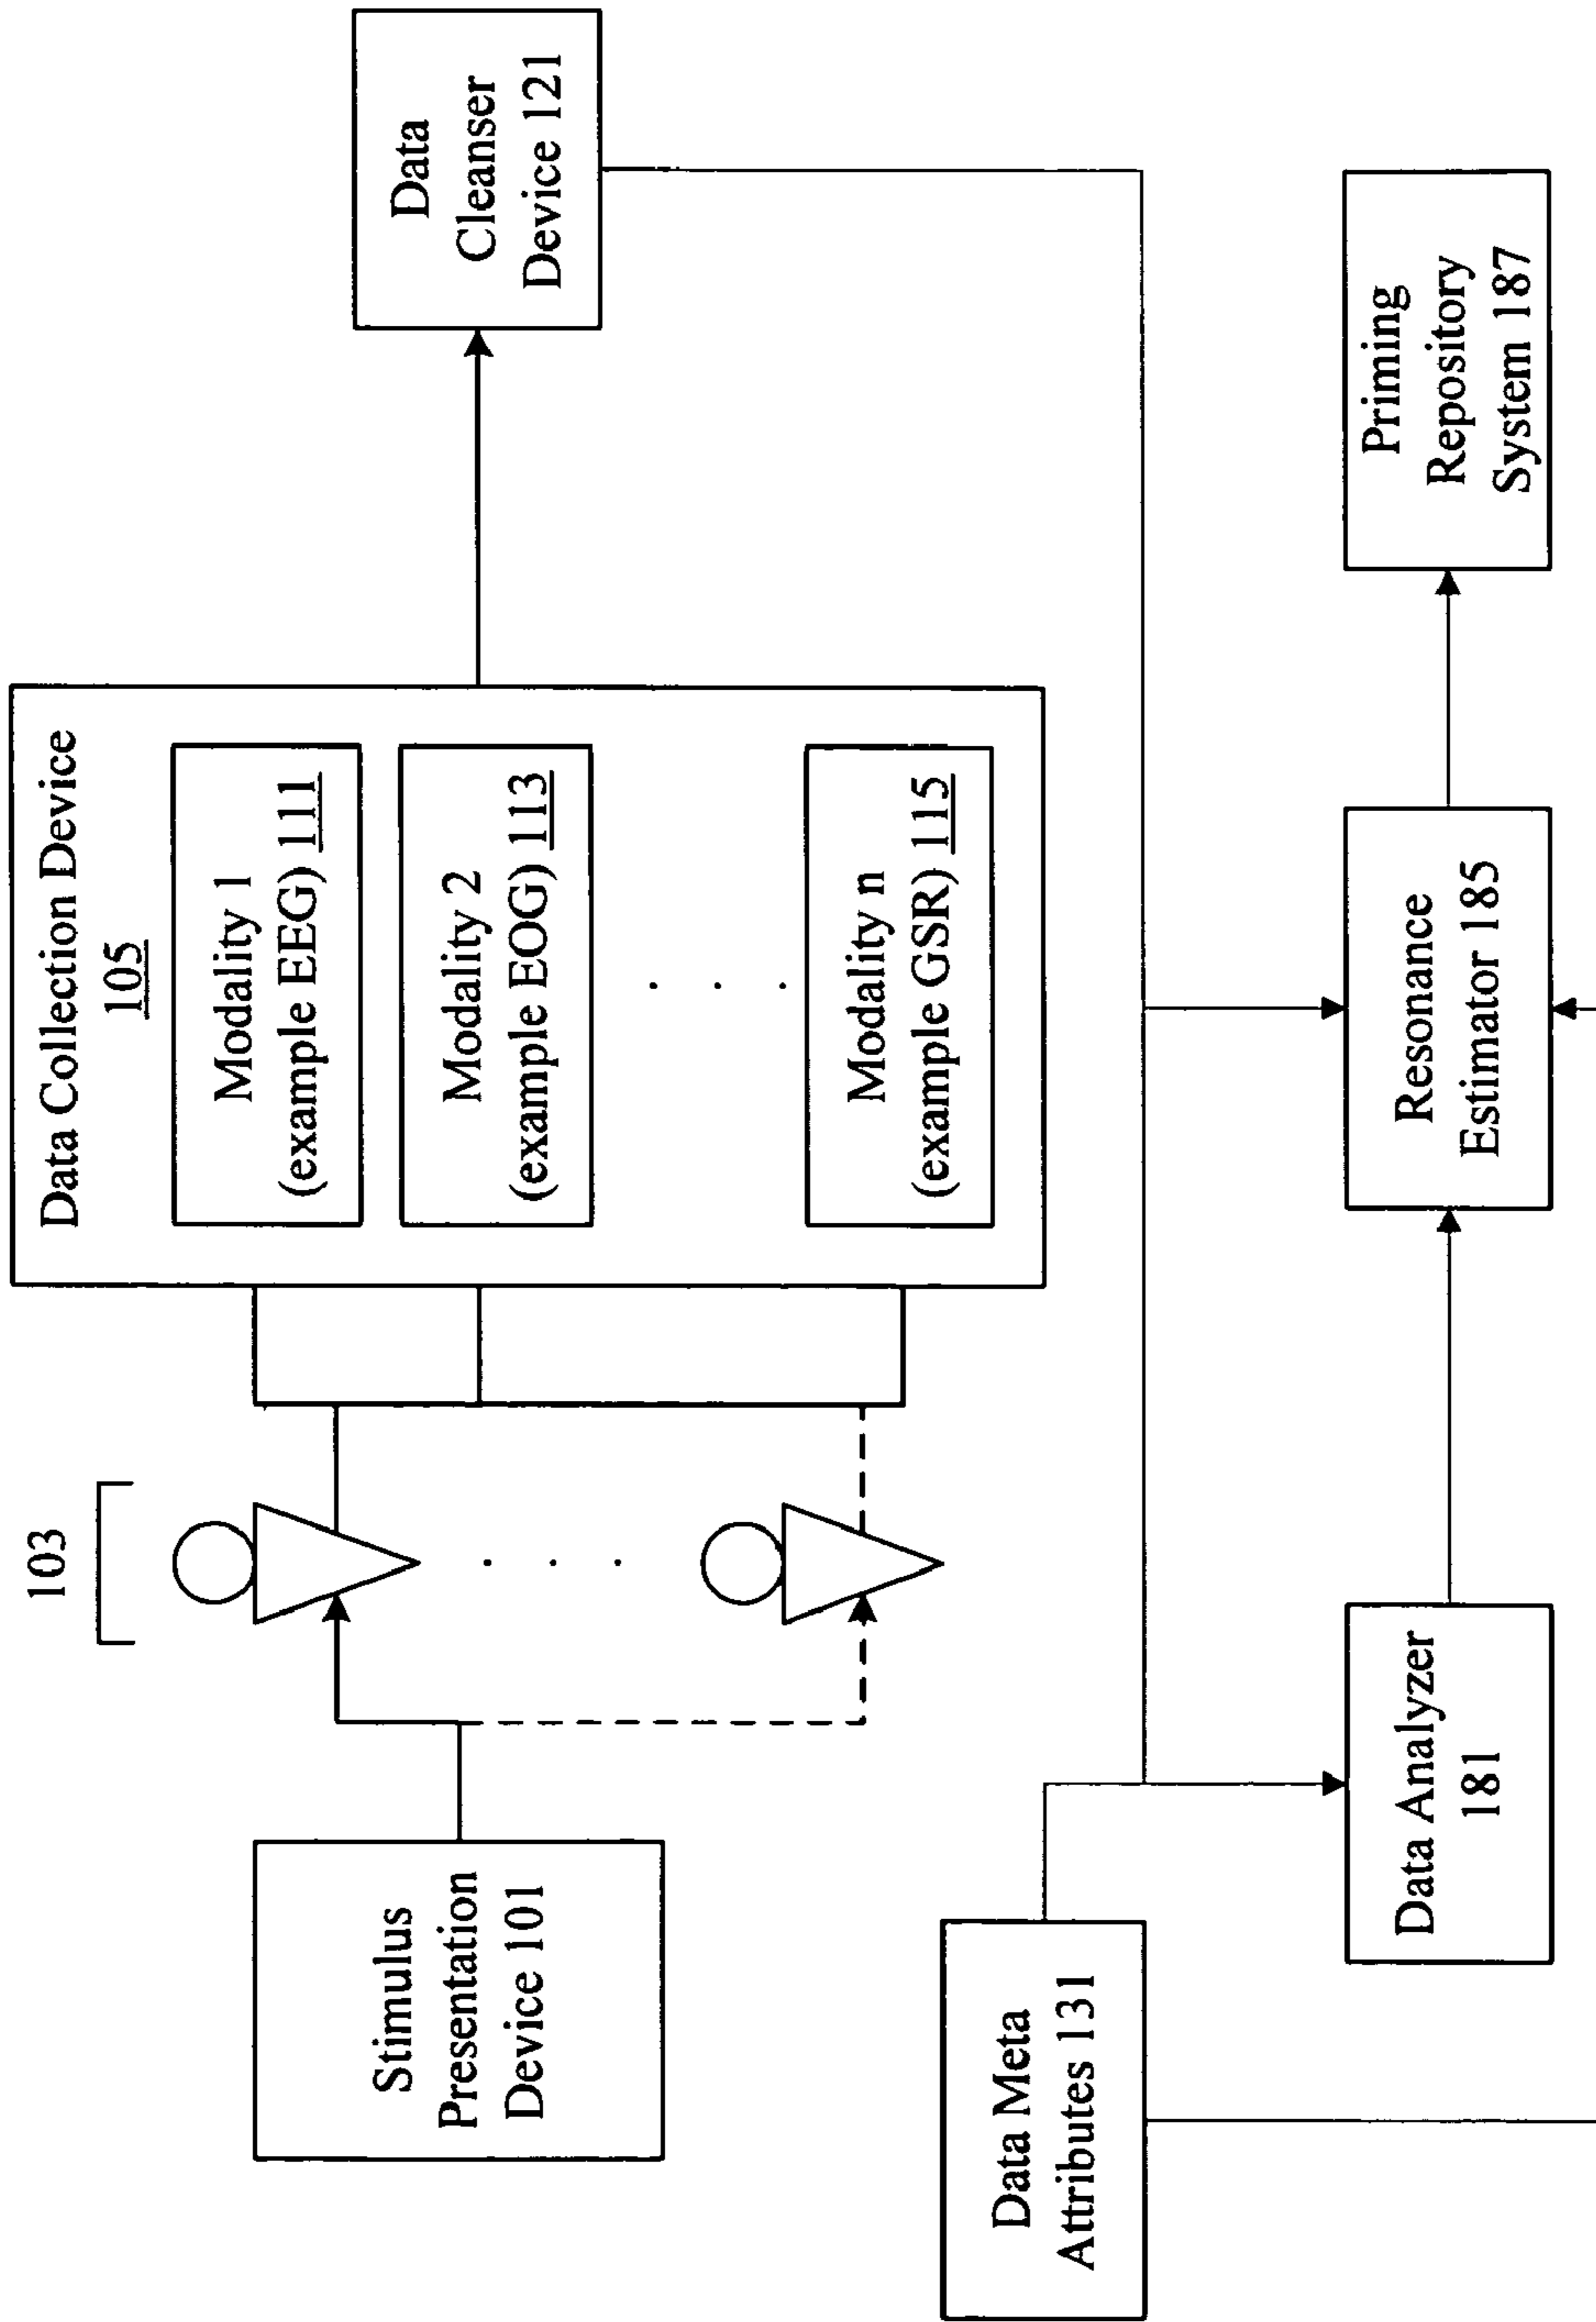 103
Stimulus
Presentation
Device 101
Data Collection Device
105
Modality 1
(example EEG) 111
Modality 2
(example EOG) 113
. . .
Modality n
(example GSR) 115
Data
Cleanser
Device 121
Data Meta
Attributes 131
Data Analyzer
181
Resonance
Estimator 185
Priming
Repository
System 187